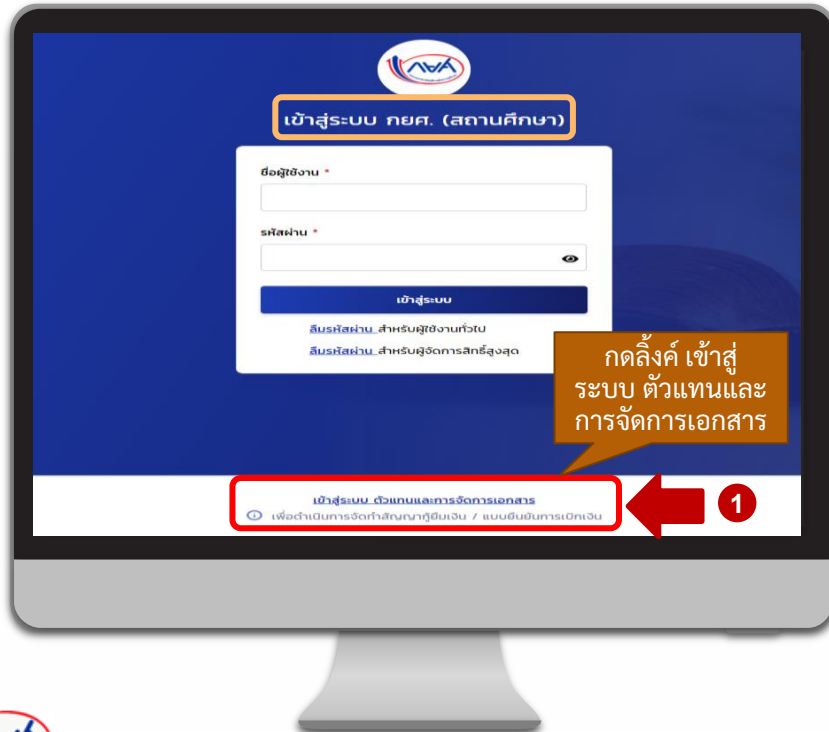 กยศ
เข้าสู่ระบบ กยศ. (สถานศึกษา)
ชื่อผู้ใช้งาน *
รหัสผ่าน *
เข้าสู่ระบบ
ลืมรหัสผ่าน สำหรับผู้ใช้งานทั่วไป
ลืมรหัสผ่าน สำหรับผู้จัดการสิทธิ์สูงสุด
กดลิ้งค์ เข้าสู่
ระบบ ตัวแทนและ
การจัดการเอกสาร
เข้าสู่ระบบ ตัวแทนและการจัดการเอกสาร
เพื่อดำเนินการจัดทำสัญญากู้ยืมเงิน / แบบยืนยันการเบิกเงิน
1